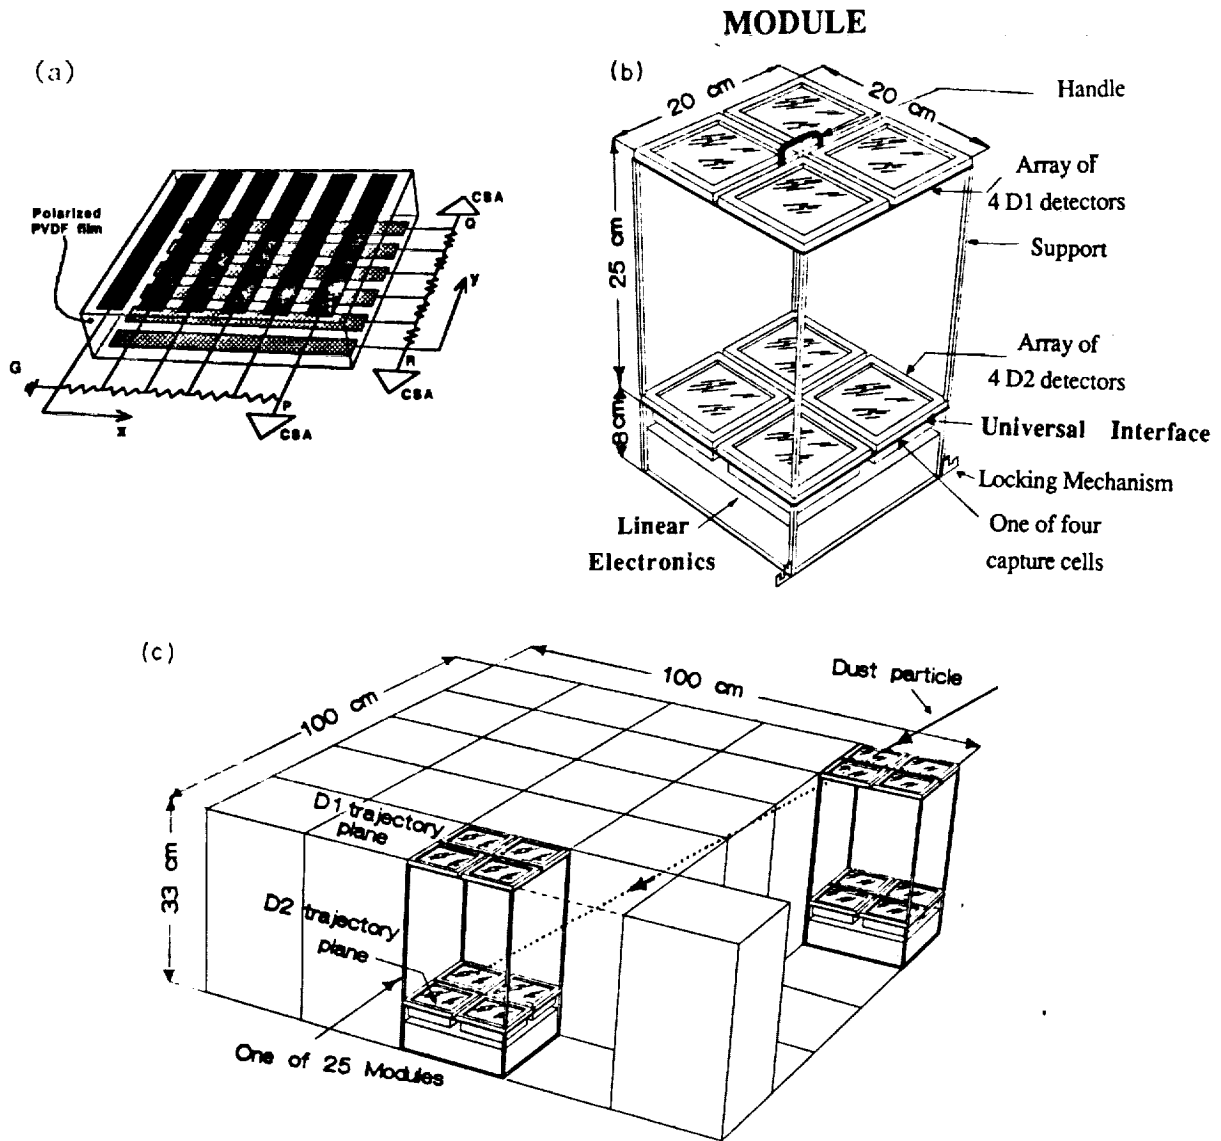 MODULE
(a)
Polarized
PVDF film
CSA
Q
y
R
CSA
G
P
x
CSA
(b)
20 cm
20 cm
Handle
Array of
4 D1 detectors
Support
25 cm
Array of
4 D2 detectors
8cm
Universal Interface
Locking Mechanism
Linear
Electronics
One of four
capture cells
(c)
100 cm
100 cm
Dust particle
D1 trajectory
plane
33 cm
D2 trajectory
plane
One of 25 Modules